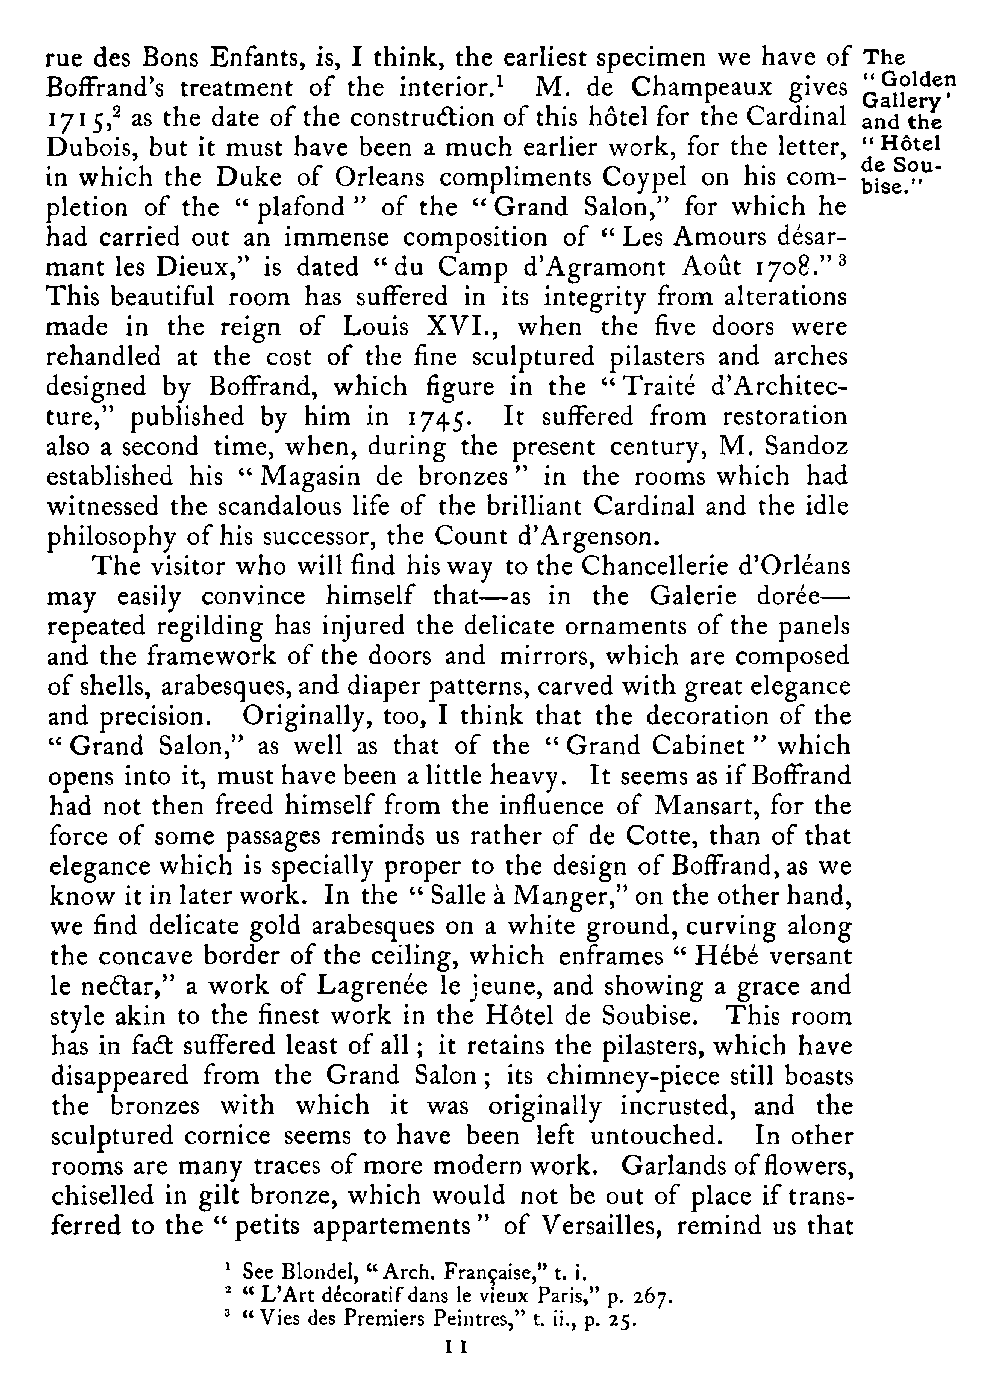 rue des Bons Enfants, is, I think, the earliest specimen we have of
Boffrand's treatment of the interior.¹ M. de Champeaux gives
1715,² as the date of the construction of this hôtel for the Cardinal
Dubois, but it must have been a much earlier work, for the letter,
in which the Duke of Orleans compliments Coypel on his com-
pletion of the “ plafond ” of the “ Grand Salon,” for which he
had carried out an immense composition of “ Les Amours désar-
mant les Dieux,” is dated “ du Camp d'Agramont Août 1708.” ³
This beautiful room has suffered in its integrity from alterations
made in the reign of Louis XVI., when the five doors were
rehandled at the cost of the fine sculptured pilasters and arches
designed by Boffrand, which figure in the “ Traité d'Architec-
ture,” published by him in 1745. It suffered from restoration
also a second time, when, during the present century, M. Sandoz
established his “ Magasin de bronzes ” in the rooms which had
witnessed the scandalous life of the brilliant Cardinal and the idle
philosophy of his successor, the Count d'Argenson.
The visitor who will find his way to the Chancellerie d'Orléans
may easily convince himself that—as in the Galerie dorée—
repeated regilding has injured the delicate ornaments of the panels
and the framework of the doors and mirrors, which are composed
of shells, arabesques, and diaper patterns, carved with great elegance
and precision. Originally, too, I think that the decoration of the
“ Grand Salon,” as well as that of the “ Grand Cabinet ” which
opens into it, must have been a little heavy. It seems as if Boffrand
had not then freed himself from the influence of Mansart, for the
force of some passages reminds us rather of de Cotte, than of that
elegance which is specially proper to the design of Boffrand, as we
know it in later work. In the “ Salle à Manger,” on the other hand,
we find delicate gold arabesques on a white ground, curving along
the concave border of the ceiling, which enframes “ Hébé versant
le nectar,” a work of Lagrenée le jeune, and showing a grace and
style akin to the finest work in the Hôtel de Soubise. This room
has in fact suffered least of all ; it retains the pilasters, which have
disappeared from the Grand Salon ; its chimney-piece still boasts
the bronzes with which it was originally incrusted, and the
sculptured cornice seems to have been left untouched. In other
rooms are many traces of more modern work. Garlands of flowers,
chiselled in gilt bronze, which would not be out of place if trans-
ferred to the “ petits appartements ” of Versailles, remind us that
The
“ Golden
Gallery '
and the
“ Hôtel
de Sou-
bise.”
¹ See Blondel, “ Arch. Française,” t. i.
² “ L'Art décoratif dans le vieux Paris,” p. 267.
³ “ Vies des Premiers Peintres,” t. ii., p. 25.
11